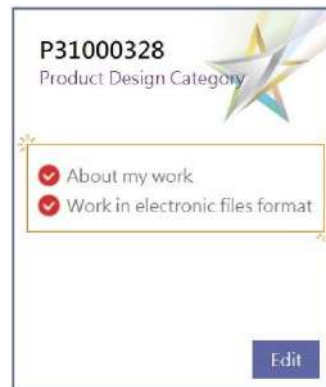 P31000328
Product Design Category
About my work
Work in electronic files format
Edit